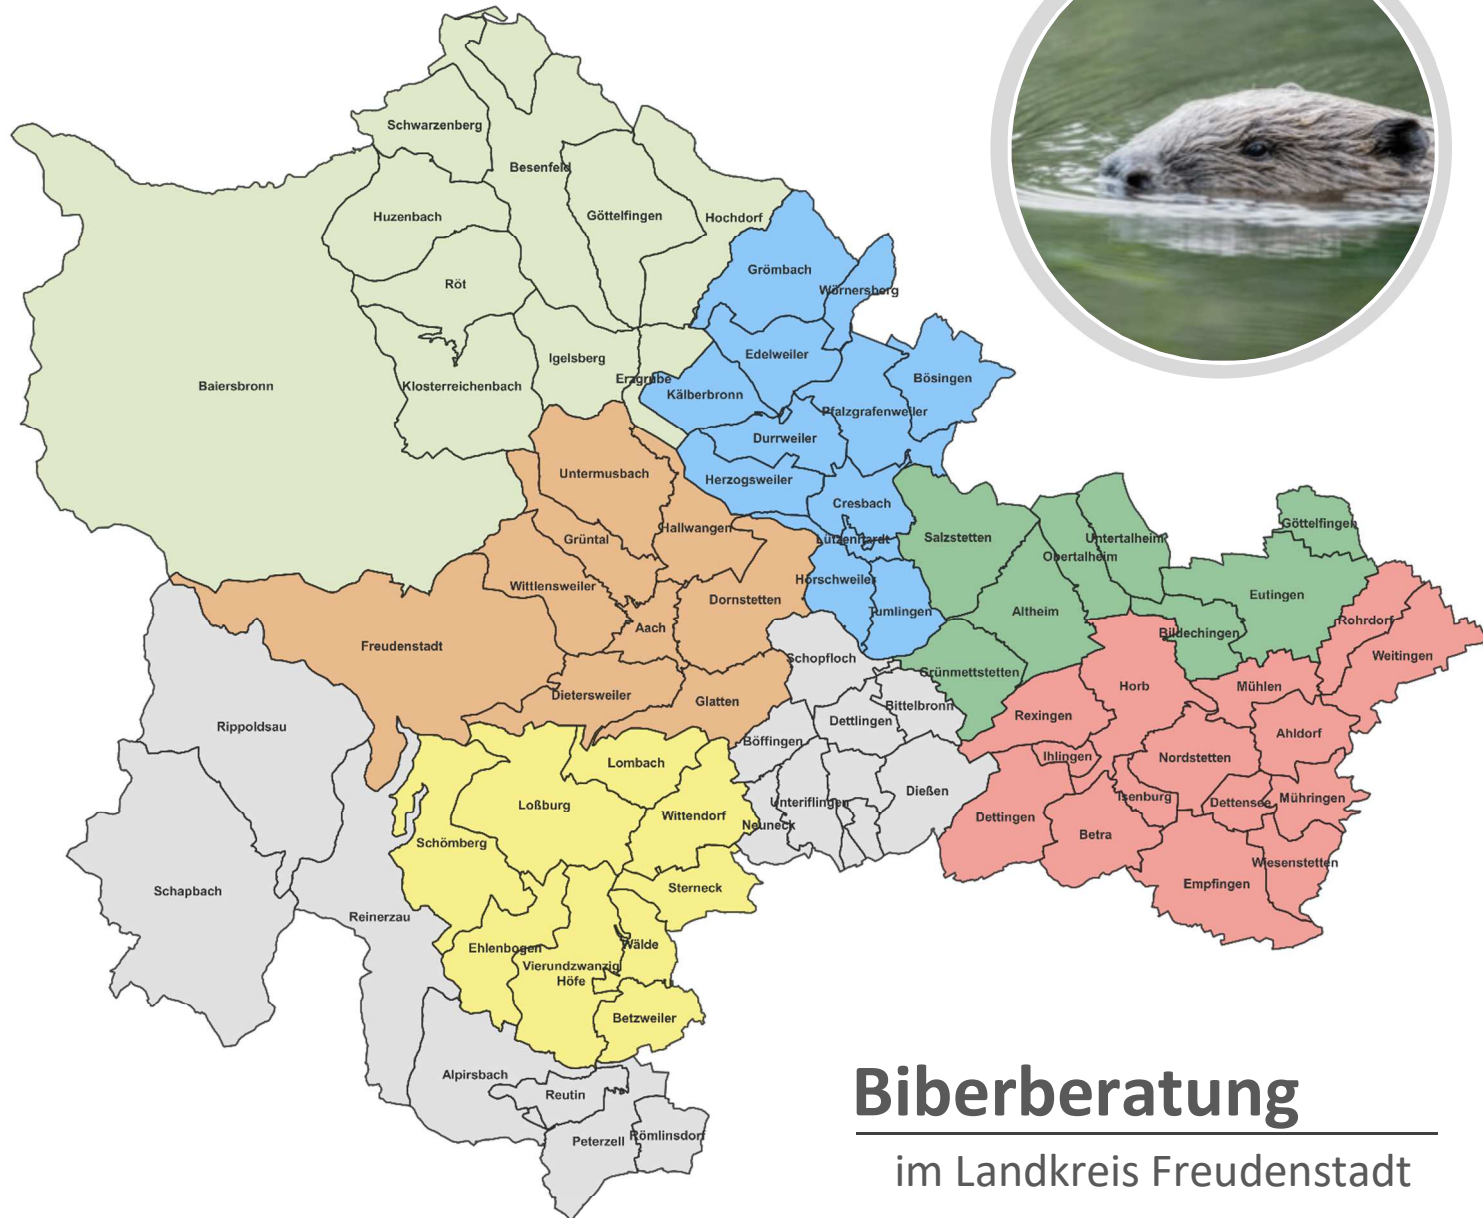 Schwarzenberg
Besenfeld
Huzenbach
Göttelfingen
Hochdorf
Röt
Grömbach
Wörnersberg
Igelsberg
Edelweiler
Baiersbronn
Klosterreichenbach
Erzgrube
Kälberbronn
Bösingen
Pfalzgrafenweiler
Durrweiler
Untermusbach
Herzogsweiler
Cresbach
Hallwangen
Grüntal
Lützenhardt
Salzstetten
Untertalheim
Obertalheim
Göttelfingen
Wittlensweiler
Hörschweiler
Dornstetten
Tumlingen
Altheim
Eutingen
Aach
Bildechingen
Rohrdorf
Freudenstadt
Schopfloch
Grünmettstetten
Weitingen
Dietersweiler
Glatten
Bittelbronn
Horb
Mühlen
Rippoldsau
Dettlingen
Rexingen
Böffingen
Ahldorf
Lombach
Ihlingen
Nordstetten
Loßburg
Unteriflingen
Dießen
Isenburg
Dettensee
Mühringen
Wittendorf
Neuneck
Dettingen
Schömberg
Betra
Wiesenstetten
Schapbach
Sterneck
Empfingen
Reinerzau
Ehlenbogen
Wälde
Vierundzwanzig
Höfe
Betzweiler
Alpirsbach
Reutin
Peterzell
Römlinsdorf
Biberberatung
im Landkreis Freudenstadt